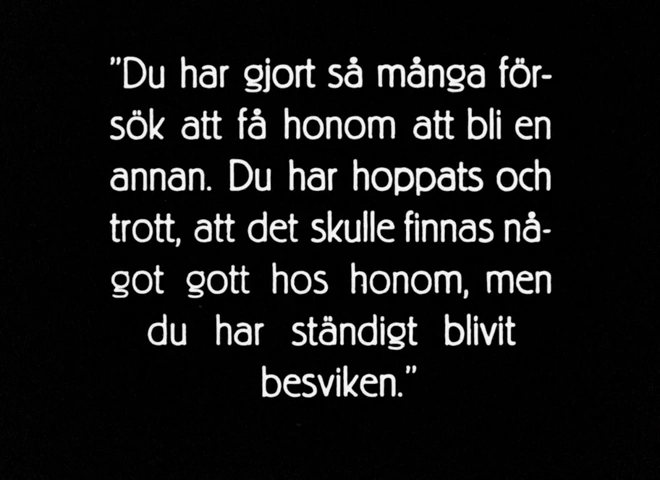 "Du har gjort så många för-
sök att få honom att bli en
annan. Du har hoppats och
trott, att det skulle finnas nå-
got gott hos honom, men
du har ständigt blivit
besviken."